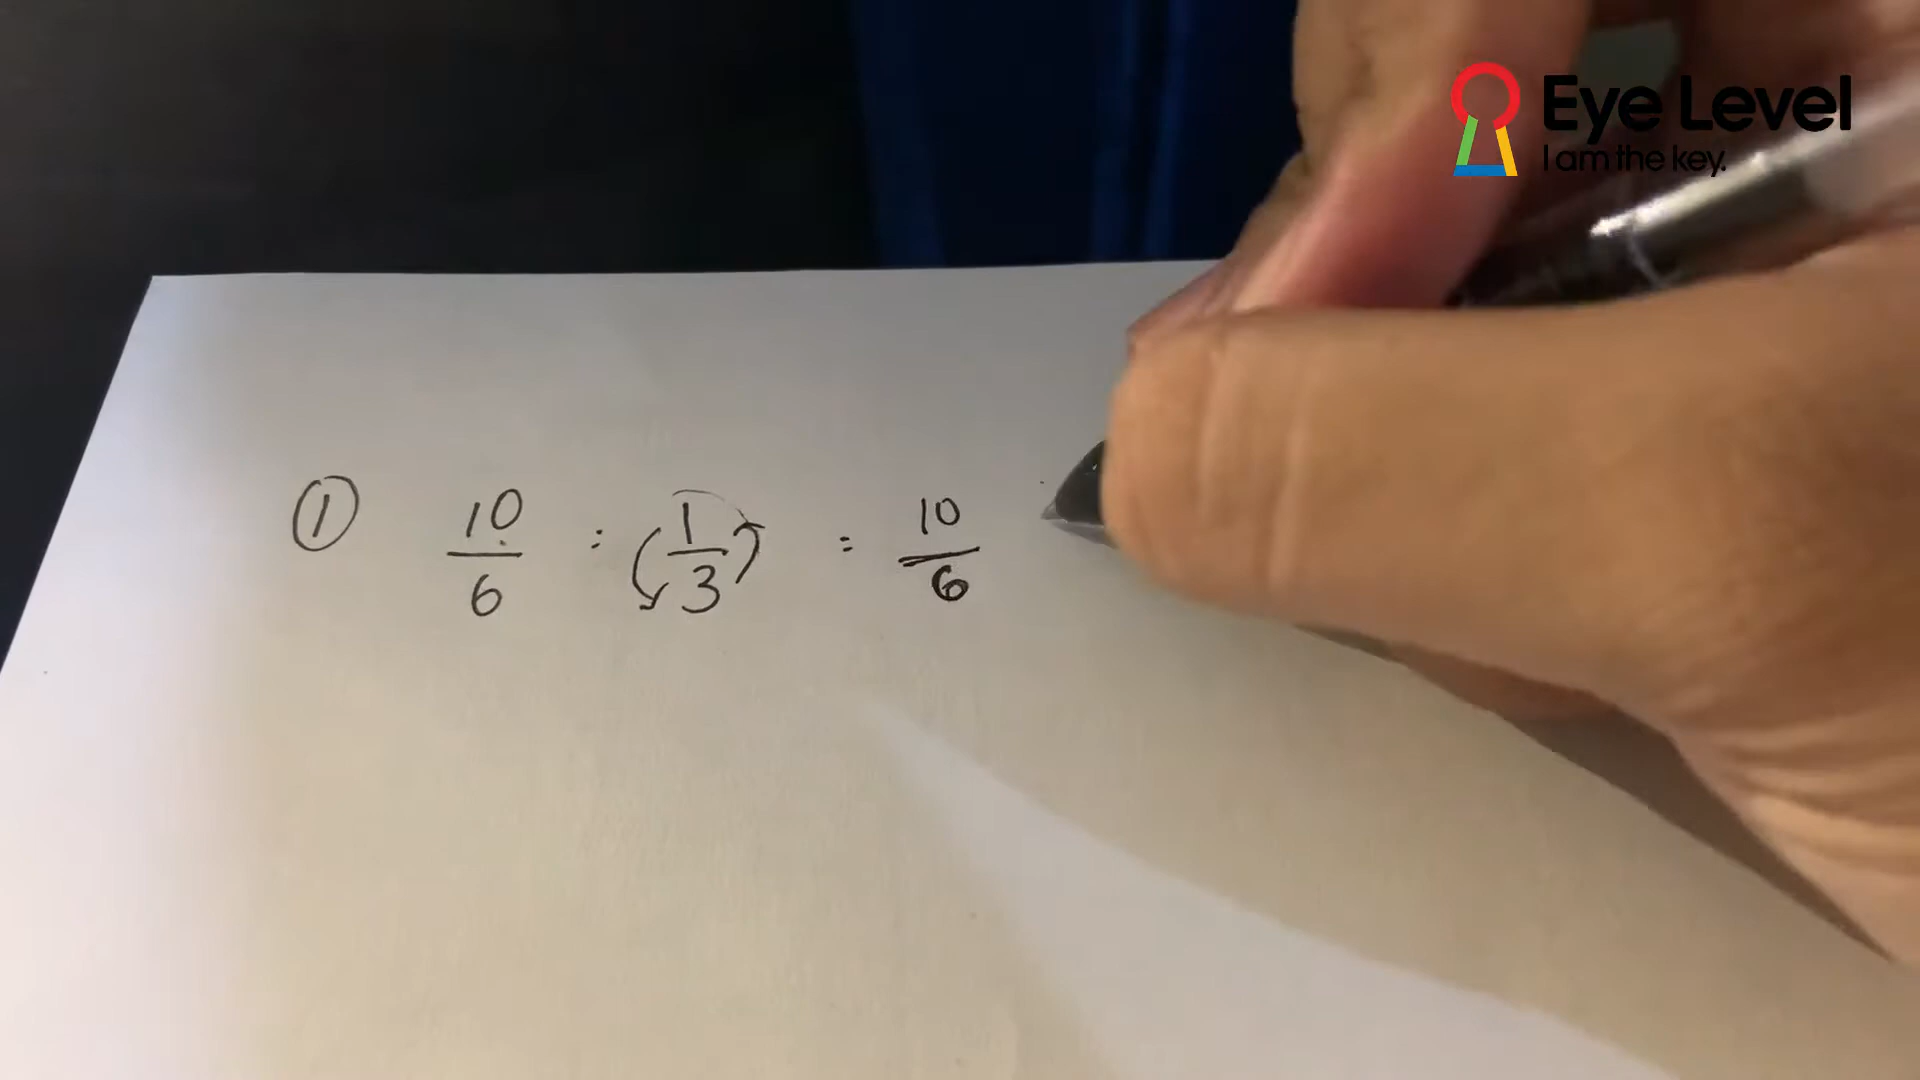 Eye Level
I am the key.
① 10/6 : 1/3 = 10/6